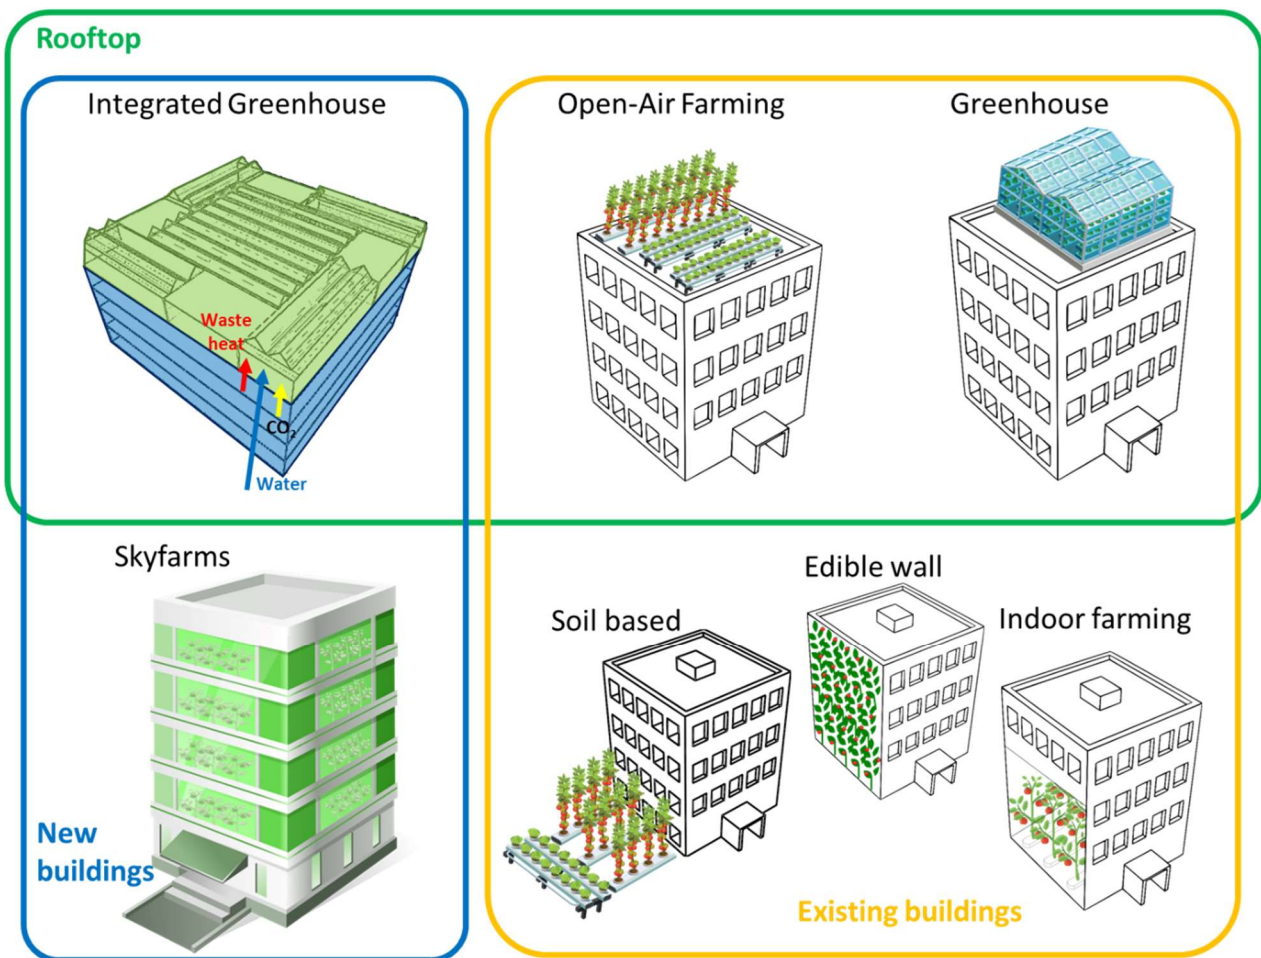 Rooftop
Integrated Greenhouse
Open-Air Farming
Greenhouse
Waste
heat
CO₂
Water
Skyfarms
Edible wall
Soil based
Indoor farming
New
buildings
Existing buildings